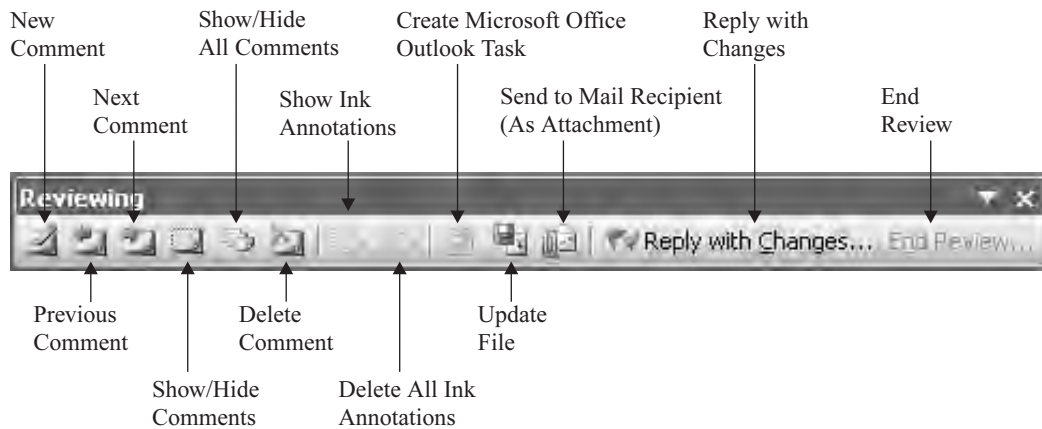 New
Comment
Show/Hide
All Comments
Create Microsoft Office
Outlook Task
Reply with
Changes
Next
Comment
Show Ink
Annotations
Send to Mail Recipient
(As Attachment)
End
Review
Reviewing
Reply with Changes...
End Review...
Previous
Comment
Delete
Comment
Update
File
Show/Hide
Comments
Delete All Ink
Annotations